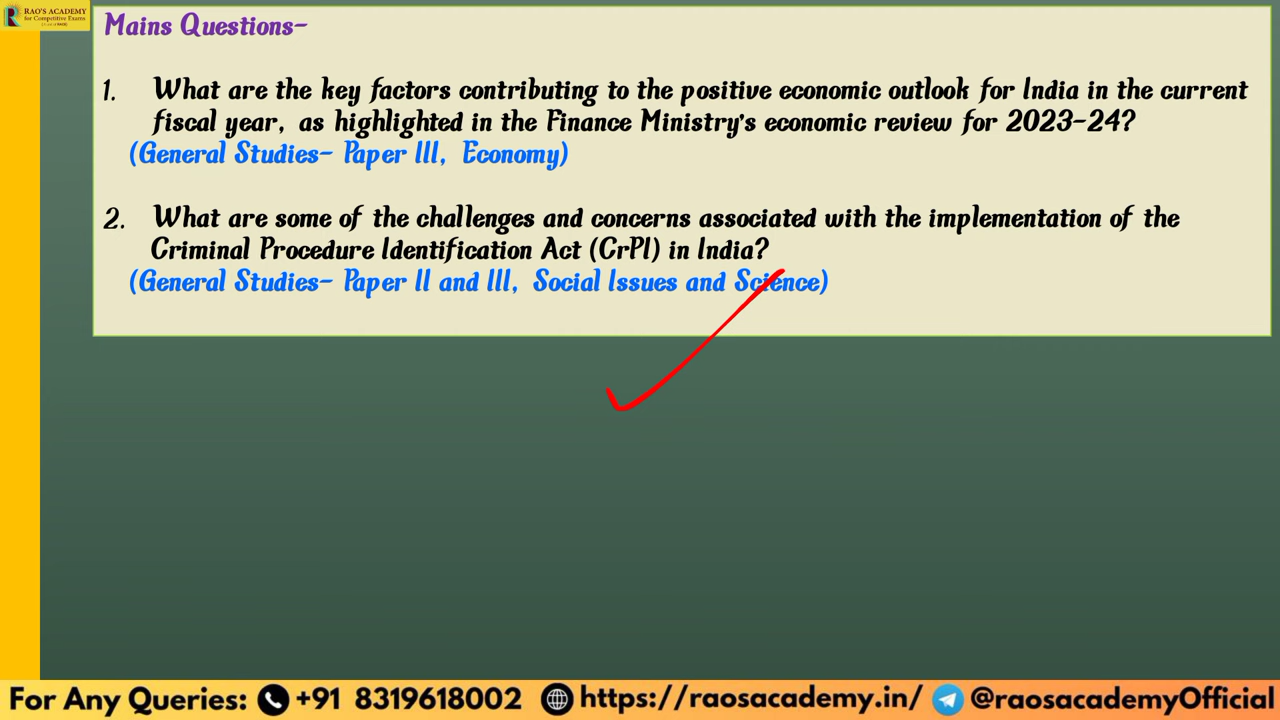 RAO'S ACADEMY
for Competitive Exams
Mains Questions-
1. What are the key factors contributing to the positive economic outlook for India in the current
fiscal year, as highlighted in the Finance Ministry's economic review for 2023-24?
(General Studies- Paper III, Economy)
2. What are some of the challenges and concerns associated with the implementation of the
Criminal Procedure Identification Act (CrPI) in India?
(General Studies- Paper II and III, Social Issues and Science)
For Any Queries: +91 8319618002 https://raosacademy.in/ @raosacademyOfficial